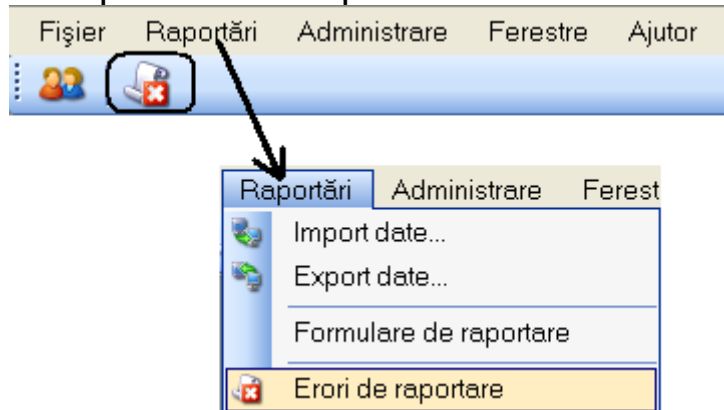 Fişier Raportări Administrare Ferestre Ajutor
Raportări Administrare Ferest
Import date...
Export date...
Formulare de raportare
Erori de raportare